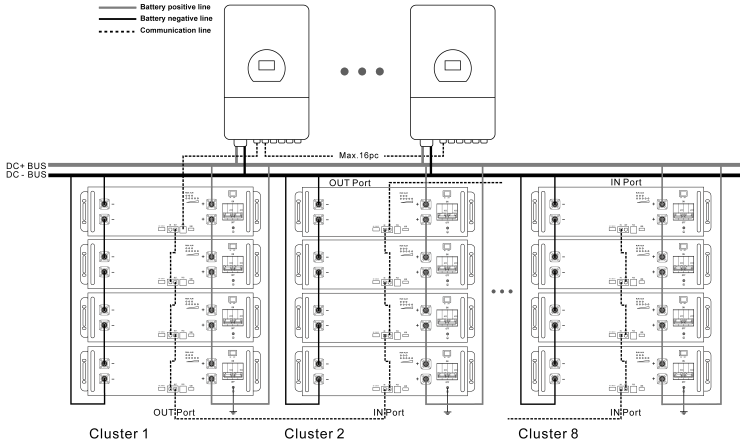 Battery positive line
Battery negative line
Communication line
Max.16pc
DC+ BUS
DC- BUS
OUT Port
IN Port
OUT Port
IN Port
IN Port
Cluster 1
Cluster 2
Cluster 8